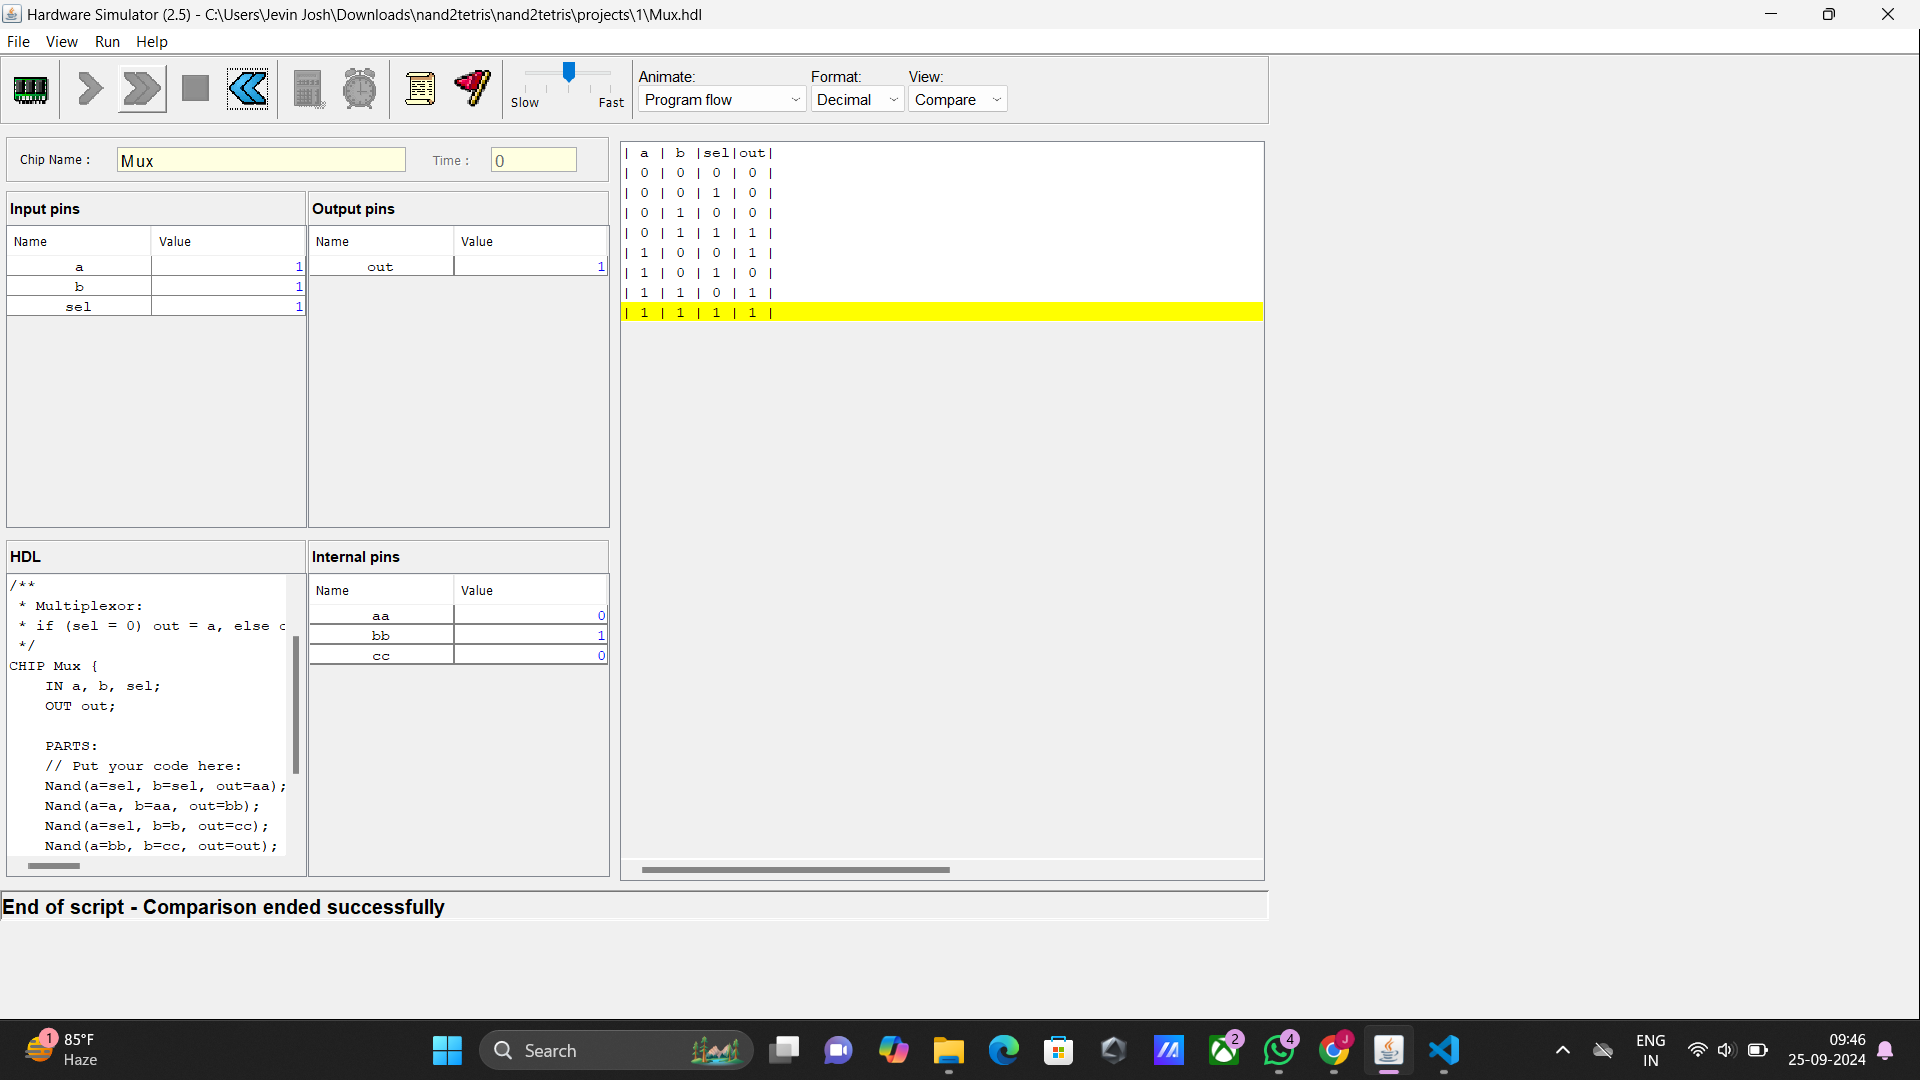 Hardware Simulator (2.5) - C:\Users\Jevin Josh\Downloads\nand2tetris\nand2tetris\projects\1\Mux.hdl
File View Run Help
Slow Fast
Animate: Format: View:
Program flow Decimal Compare
Chip Name : Mux Time : 0
Input pins
Name Value
a 1
b 1
sel 1
Output pins
Name Value
out 1
| a | b |sel|out|
| 0 | 0 | 0 | 0 |
| 0 | 0 | 1 | 0 |
| 0 | 1 | 0 | 0 |
| 0 | 1 | 1 | 1 |
| 1 | 0 | 0 | 1 |
| 1 | 0 | 1 | 0 |
| 1 | 1 | 0 | 1 |
| 1 | 1 | 1 | 1 |
HDL
/**
* Multiplexor:
* if (sel = 0) out = a, else
*/
CHIP Mux {
IN a, b, sel;
OUT out;
PARTS:
// Put your code here:
Nand(a=sel, b=sel, out=aa);
Nand(a=a, b=aa, out=bb);
Nand(a=sel, b=b, out=cc);
Nand(a=bb, b=cc, out=out);
Internal pins
Name Value
aa 0
bb 1
cc 0
End of script - Comparison ended successfully
1
85°F
Haze
Search
2
4
J
ENG
IN
09:46
25-09-2024